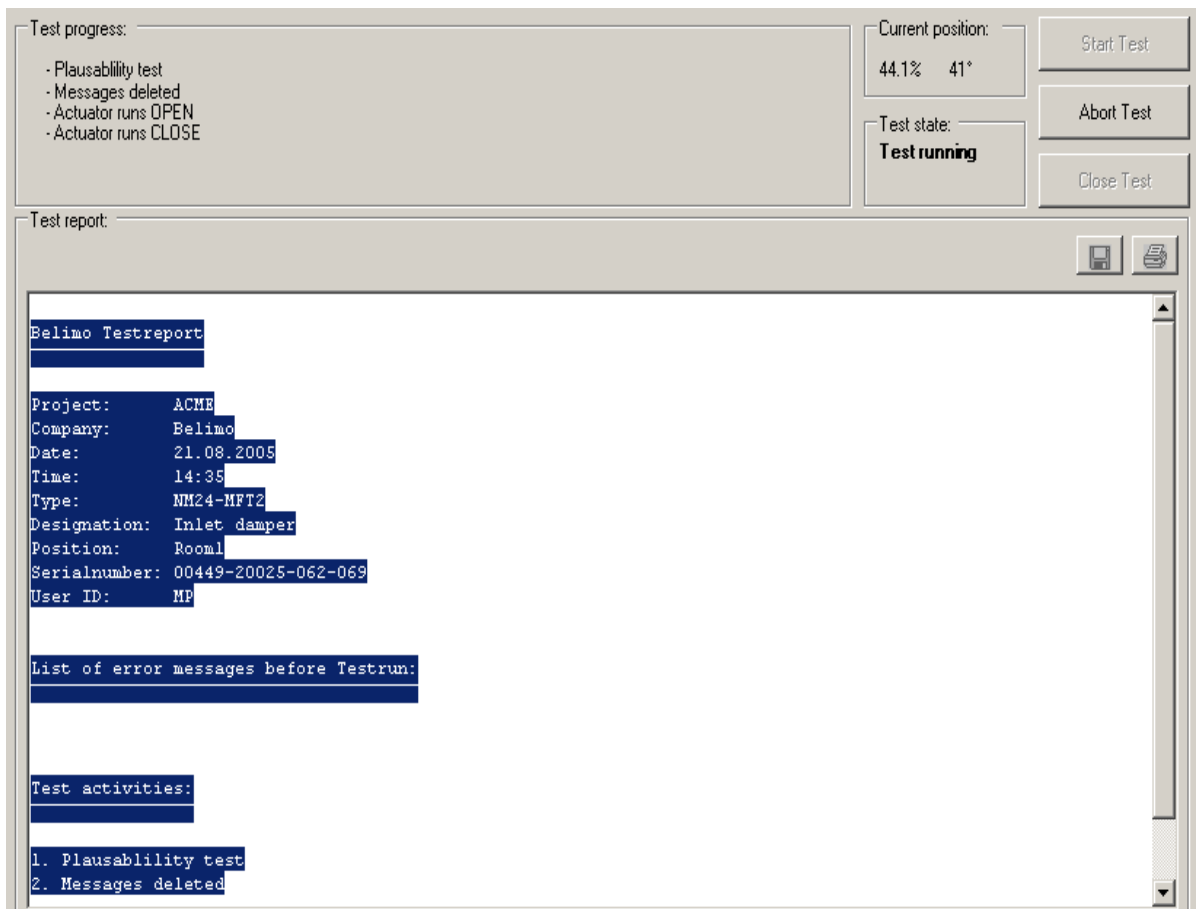 Test progress:
- Plausablility test
- Messages deleted
- Actuator runs OPEN
- Actuator runs CLOSE
Current position:
44.1% 41°
Test state:
Test running
Start Test
Abort Test
Close Test
Test report:
Belimo Testreport
Project: ACME
Company: Belimo
Date: 21.08.2005
Time: 14:35
Type: NM24-MFT2
Designation: Inlet damper
Position: Room1
Serialnumber: 00449-20025-062-069
User ID: MP
List of error messages before Testrun:
Test activities:
1. Plausablility test
2. Messages deleted